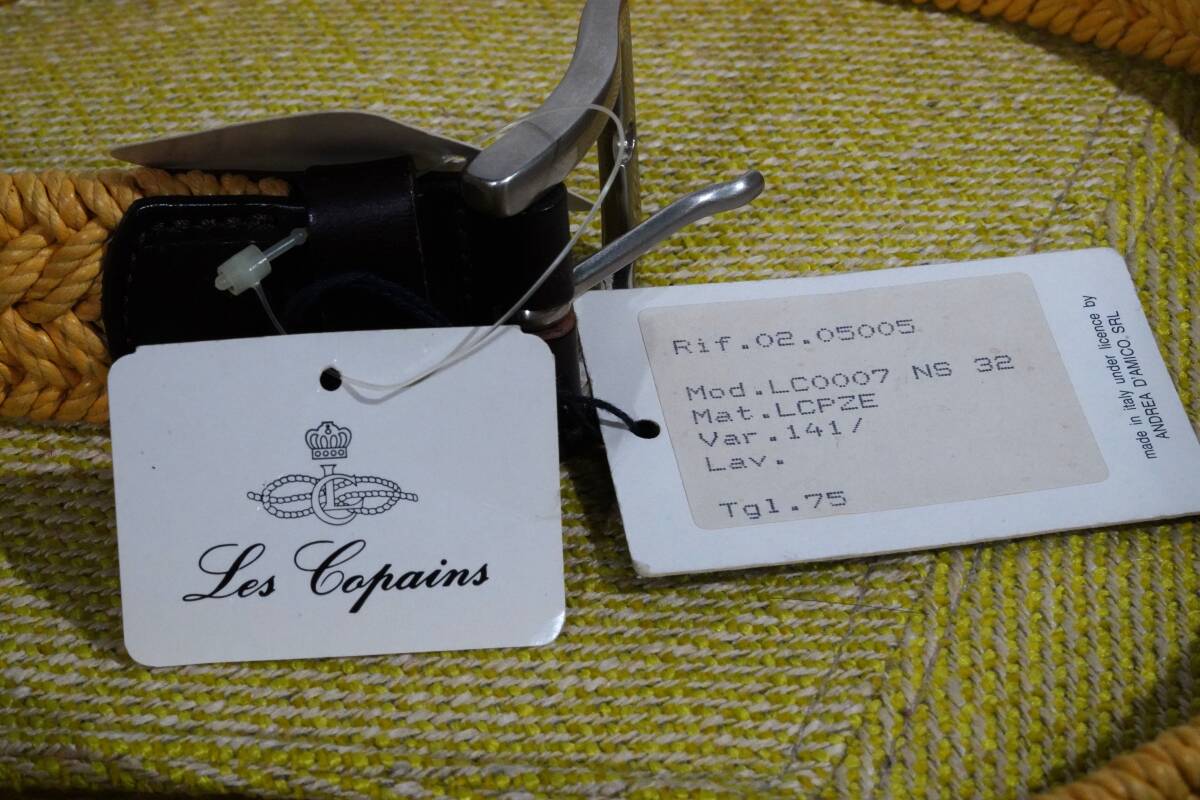 Les Copains
Rif.02.05005
Mod.LC0007 NS 32
Mat.LCPZE
Var.141/
Lav.
Tgl.75
made in italy under licence by
ANDREA D'AMICO SRL